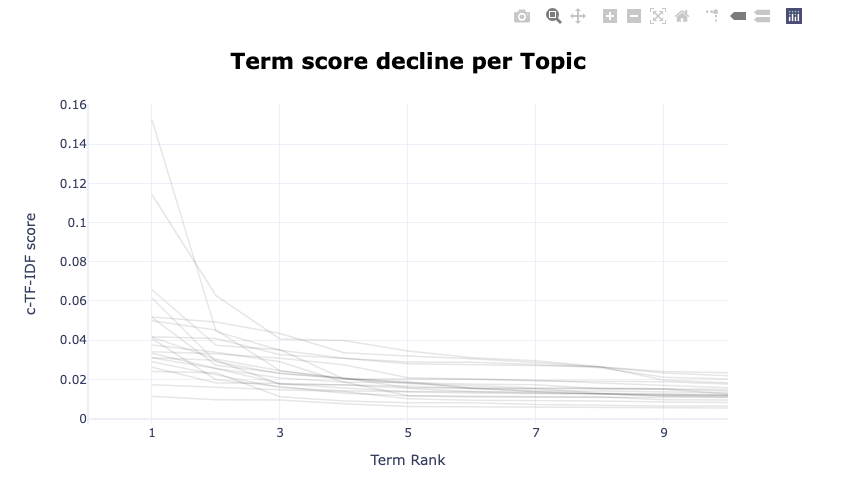 Term score decline per Topic
0.16
0.14
0.12
0.1
0.08
0.06
0.04
0.02
0
c-TF-IDF score
1 3 5 7 9
Term Rank